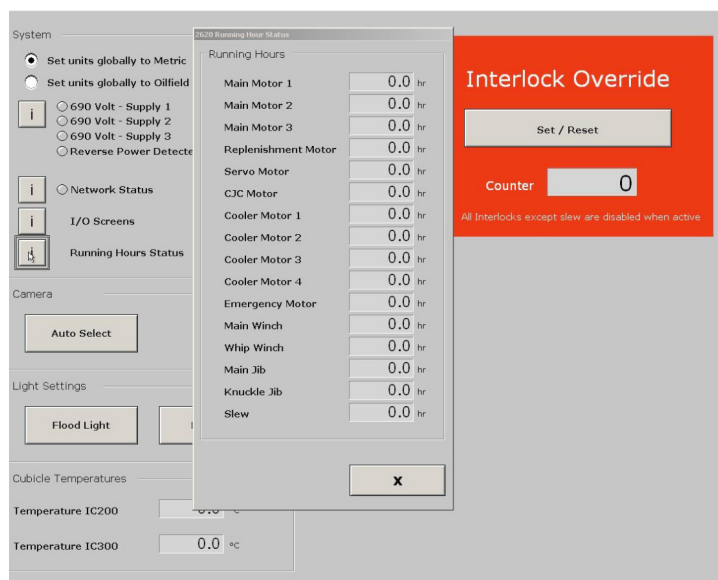 System
Set units globally to Metric
Set units globally to Oilfield
i
690 Volt - Supply 1
690 Volt - Supply 2
690 Volt - Supply 3
Reverse Power Detecte
i
Network Status
i
I/O Screens
i
Running Hours Status
Camera
Auto Select
Light Settings
Flood Light
Cubicle Temperatures
Temperature IC200
Temperature IC300 0.0 °C
2620 Running Hour Status
Running Hours
Main Motor 1 0.0 hr
Main Motor 2 0.0 hr
Main Motor 3 0.0 hr
Replenishment Motor 0.0 hr
Servo Motor 0.0 hr
CJC Motor 0.0 hr
Cooler Motor 1 0.0 hr
Cooler Motor 2 0.0 hr
Cooler Motor 3 0.0 hr
Cooler Motor 4 0.0 hr
Emergency Motor 0.0 hr
Main Winch 0.0 hr
Whip Winch 0.0 hr
Main Jib 0.0 hr
Knuckle Jib 0.0 hr
Slew 0.0 hr
X
Interlock Override
Set / Reset
Counter 0
All Interlocks except slew are disabled when active